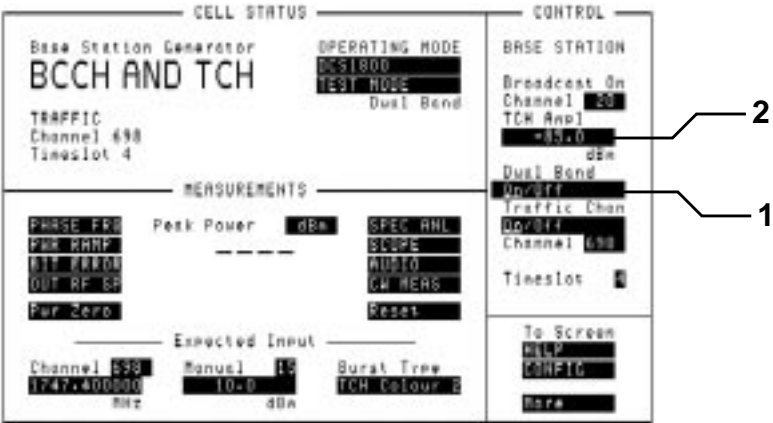 CELL STATUS
CONTROL
Base Station Generator
BCCH AND TCH
TRAFFIC
Channel 698
Timeslot 4
OPERATING MODE
DCS1800
TEST MODE
Dual Band
BASE STATION
Broadcast On
Channel 20
TCH Ampl
-85.0
dBm
Dual Band
On/Off
Traffic Chan
On/Off
Channel 698
Timeslot 4
2
1
MEASUREMENTS
PHASE FRQ
PWR RAMP
BIT ERROR
OUT RF SP
Pwr Zero
Peak Power dBm
----
SPEC ANL
SCOPE
AUDIO
CW MEAS
Reset
Expected Input
Channel 698
1747.400000
MHz
Manual 15
10.0
dBm
Burst Type
TCH Colour 2
To Screen
HELP
CONFIG
More